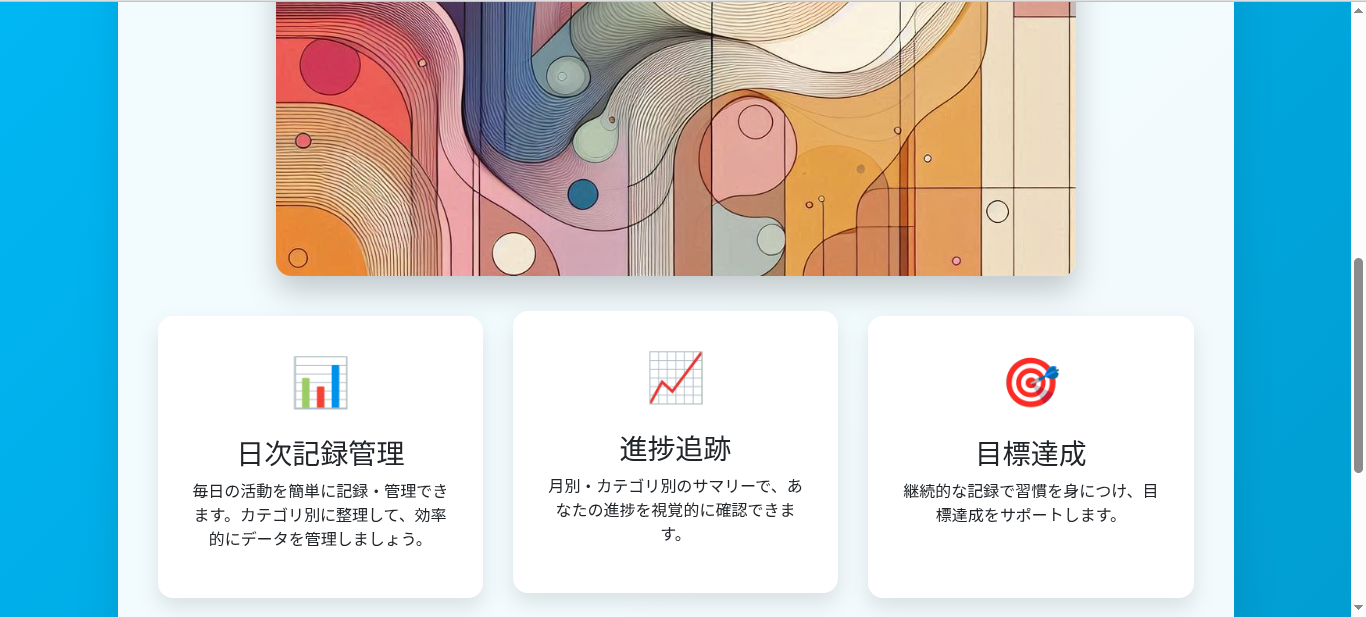 日次記録管理
毎日の活動を簡単に記録・管理でき
ます。カテゴリ別に整理して、効率
的にデータを管理しましょう。
進捗追跡
月別・カテゴリ別のサマリーで、あ
なたの進捗を視覚的に確認できま
す。
目標達成
継続的な記録で習慣を身につけ、目
標達成をサポートします。